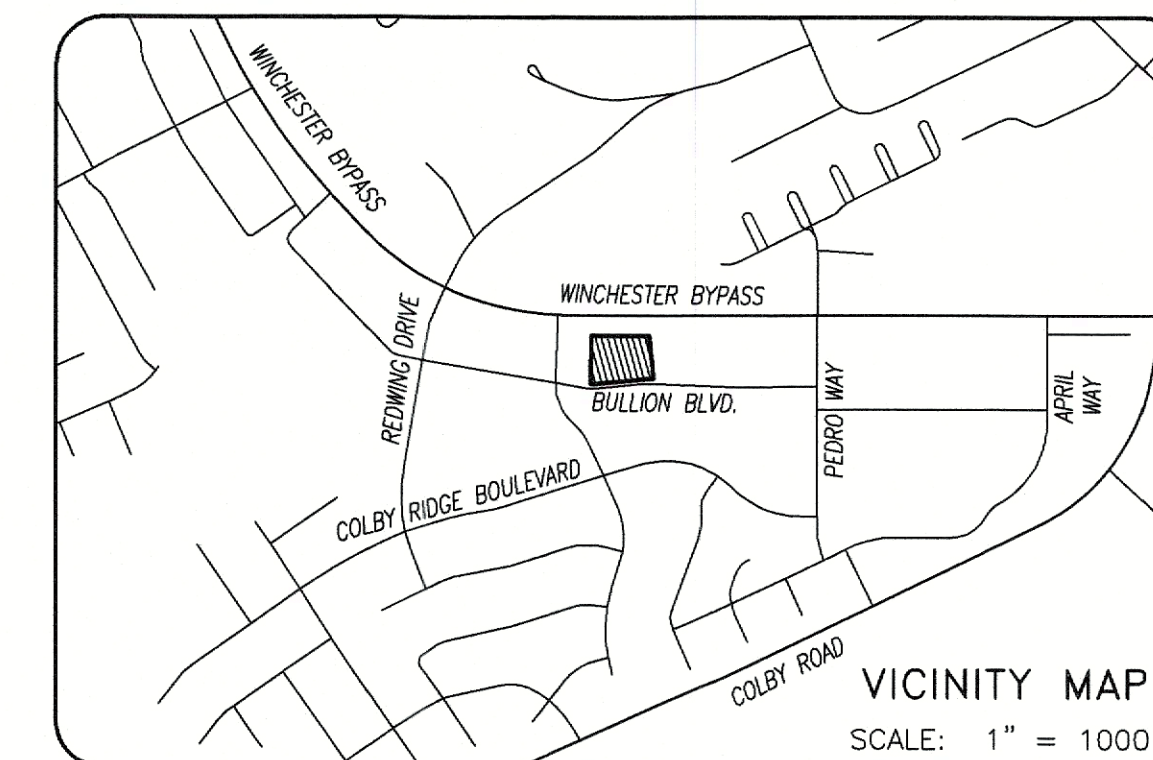 WINCHESTER BYPASS
WINCHESTER BYPASS
REDWING DRIVE
BULLION BLVD.
PEDRO WAY
APRIL
WAY
COLBY RIDGE BOULEVARD
COLBY ROAD
VICINITY MAP
SCALE: 1" = 1000